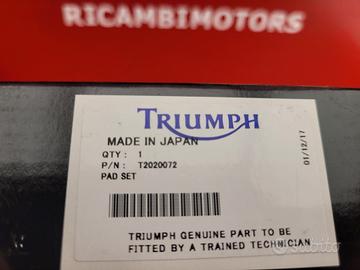 RICAMBIMOTORS
TRIUMPH
MADE IN JAPAN
QTY : 1
P/N : T2020072
PAD SET
01/12/17
TRIUMPH GENUINE PART TO BE
FITTED BY A TRAINED TECHNICIAN
subito